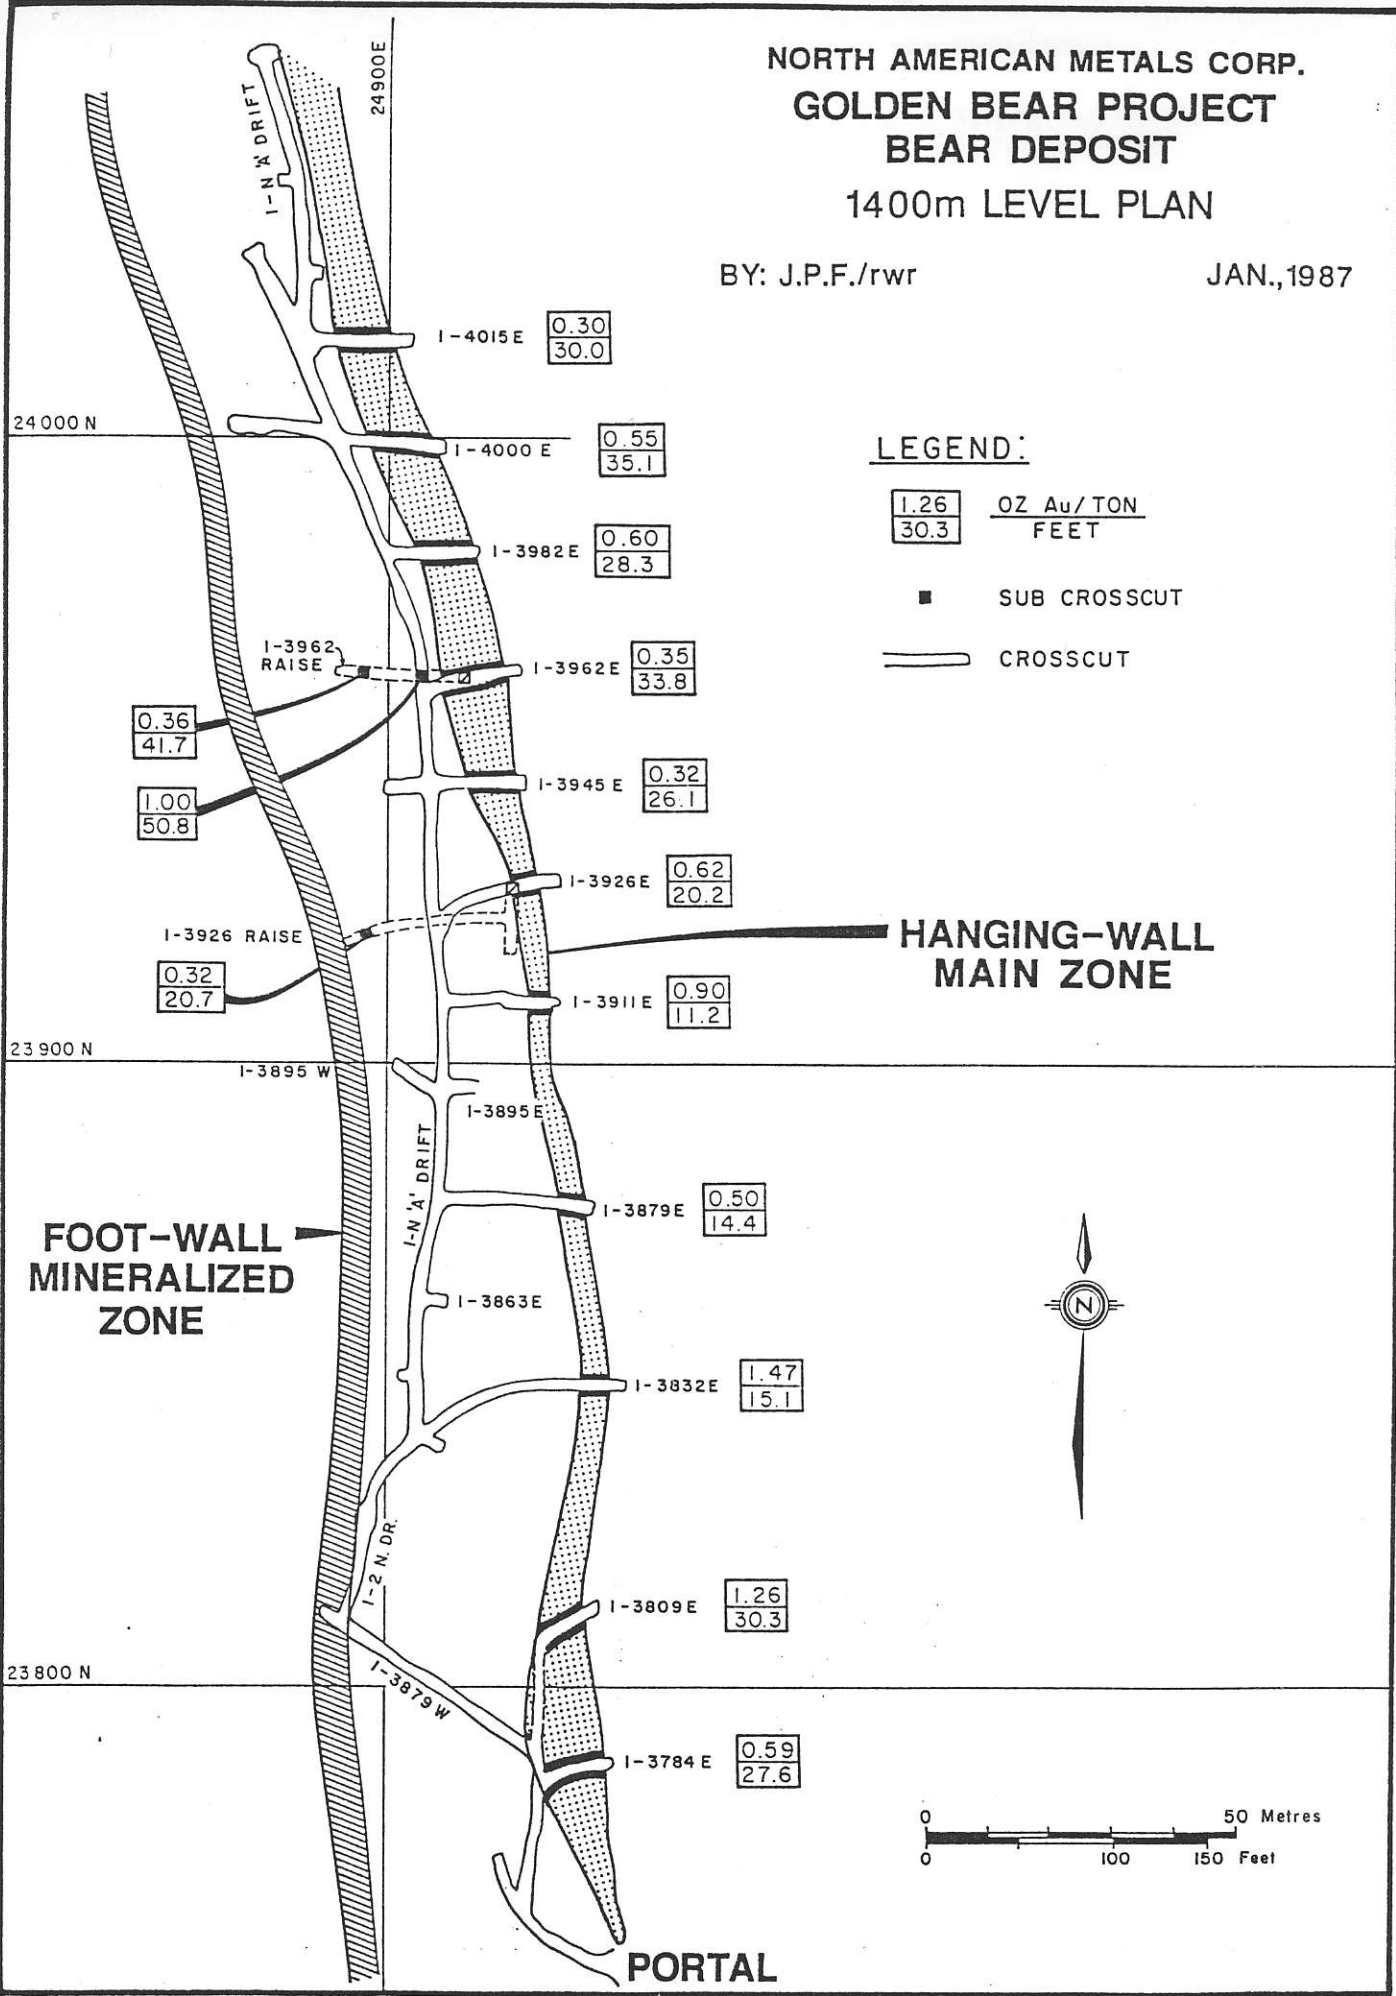 NORTH AMERICAN METALS CORP.
GOLDEN BEAR PROJECT
BEAR DEPOSIT
1400m LEVEL PLAN
BY: J.P.F./rwr
JAN.,1987
24900E
1-N 'A' DRIFT
1-4015E
0.30
30.0
24000 N
1-4000 E
0.55
35.1
LEGEND:
1.26
30.3
OZ Au/TON
FEET
SUB CROSSCUT
CROSSCUT
1-3982E
0.60
28.3
1-3962
RAISE
1-3962E
0.35
33.8
0.36
41.7
1.00
50.8
1-3945 E
0.32
26.1
1-3926E
0.62
20.2
1-3926 RAISE
0.32
20.7
HANGING-WALL
MAIN ZONE
1-3911E
0.90
11.2
23900 N
1-3895 W
1-3895E
1-N 'A' DRIFT
1-3879E
0.50
14.4
FOOT-WALL
MINERALIZED
ZONE
1-3863E
N
1-3832E
1.47
15.1
1-2 N. DR.
1-3809E
1.26
30.3
23800 N
1-3879 W
1-3784 E
0.59
27.6
0 50 Metres
0 100 150 Feet
PORTAL